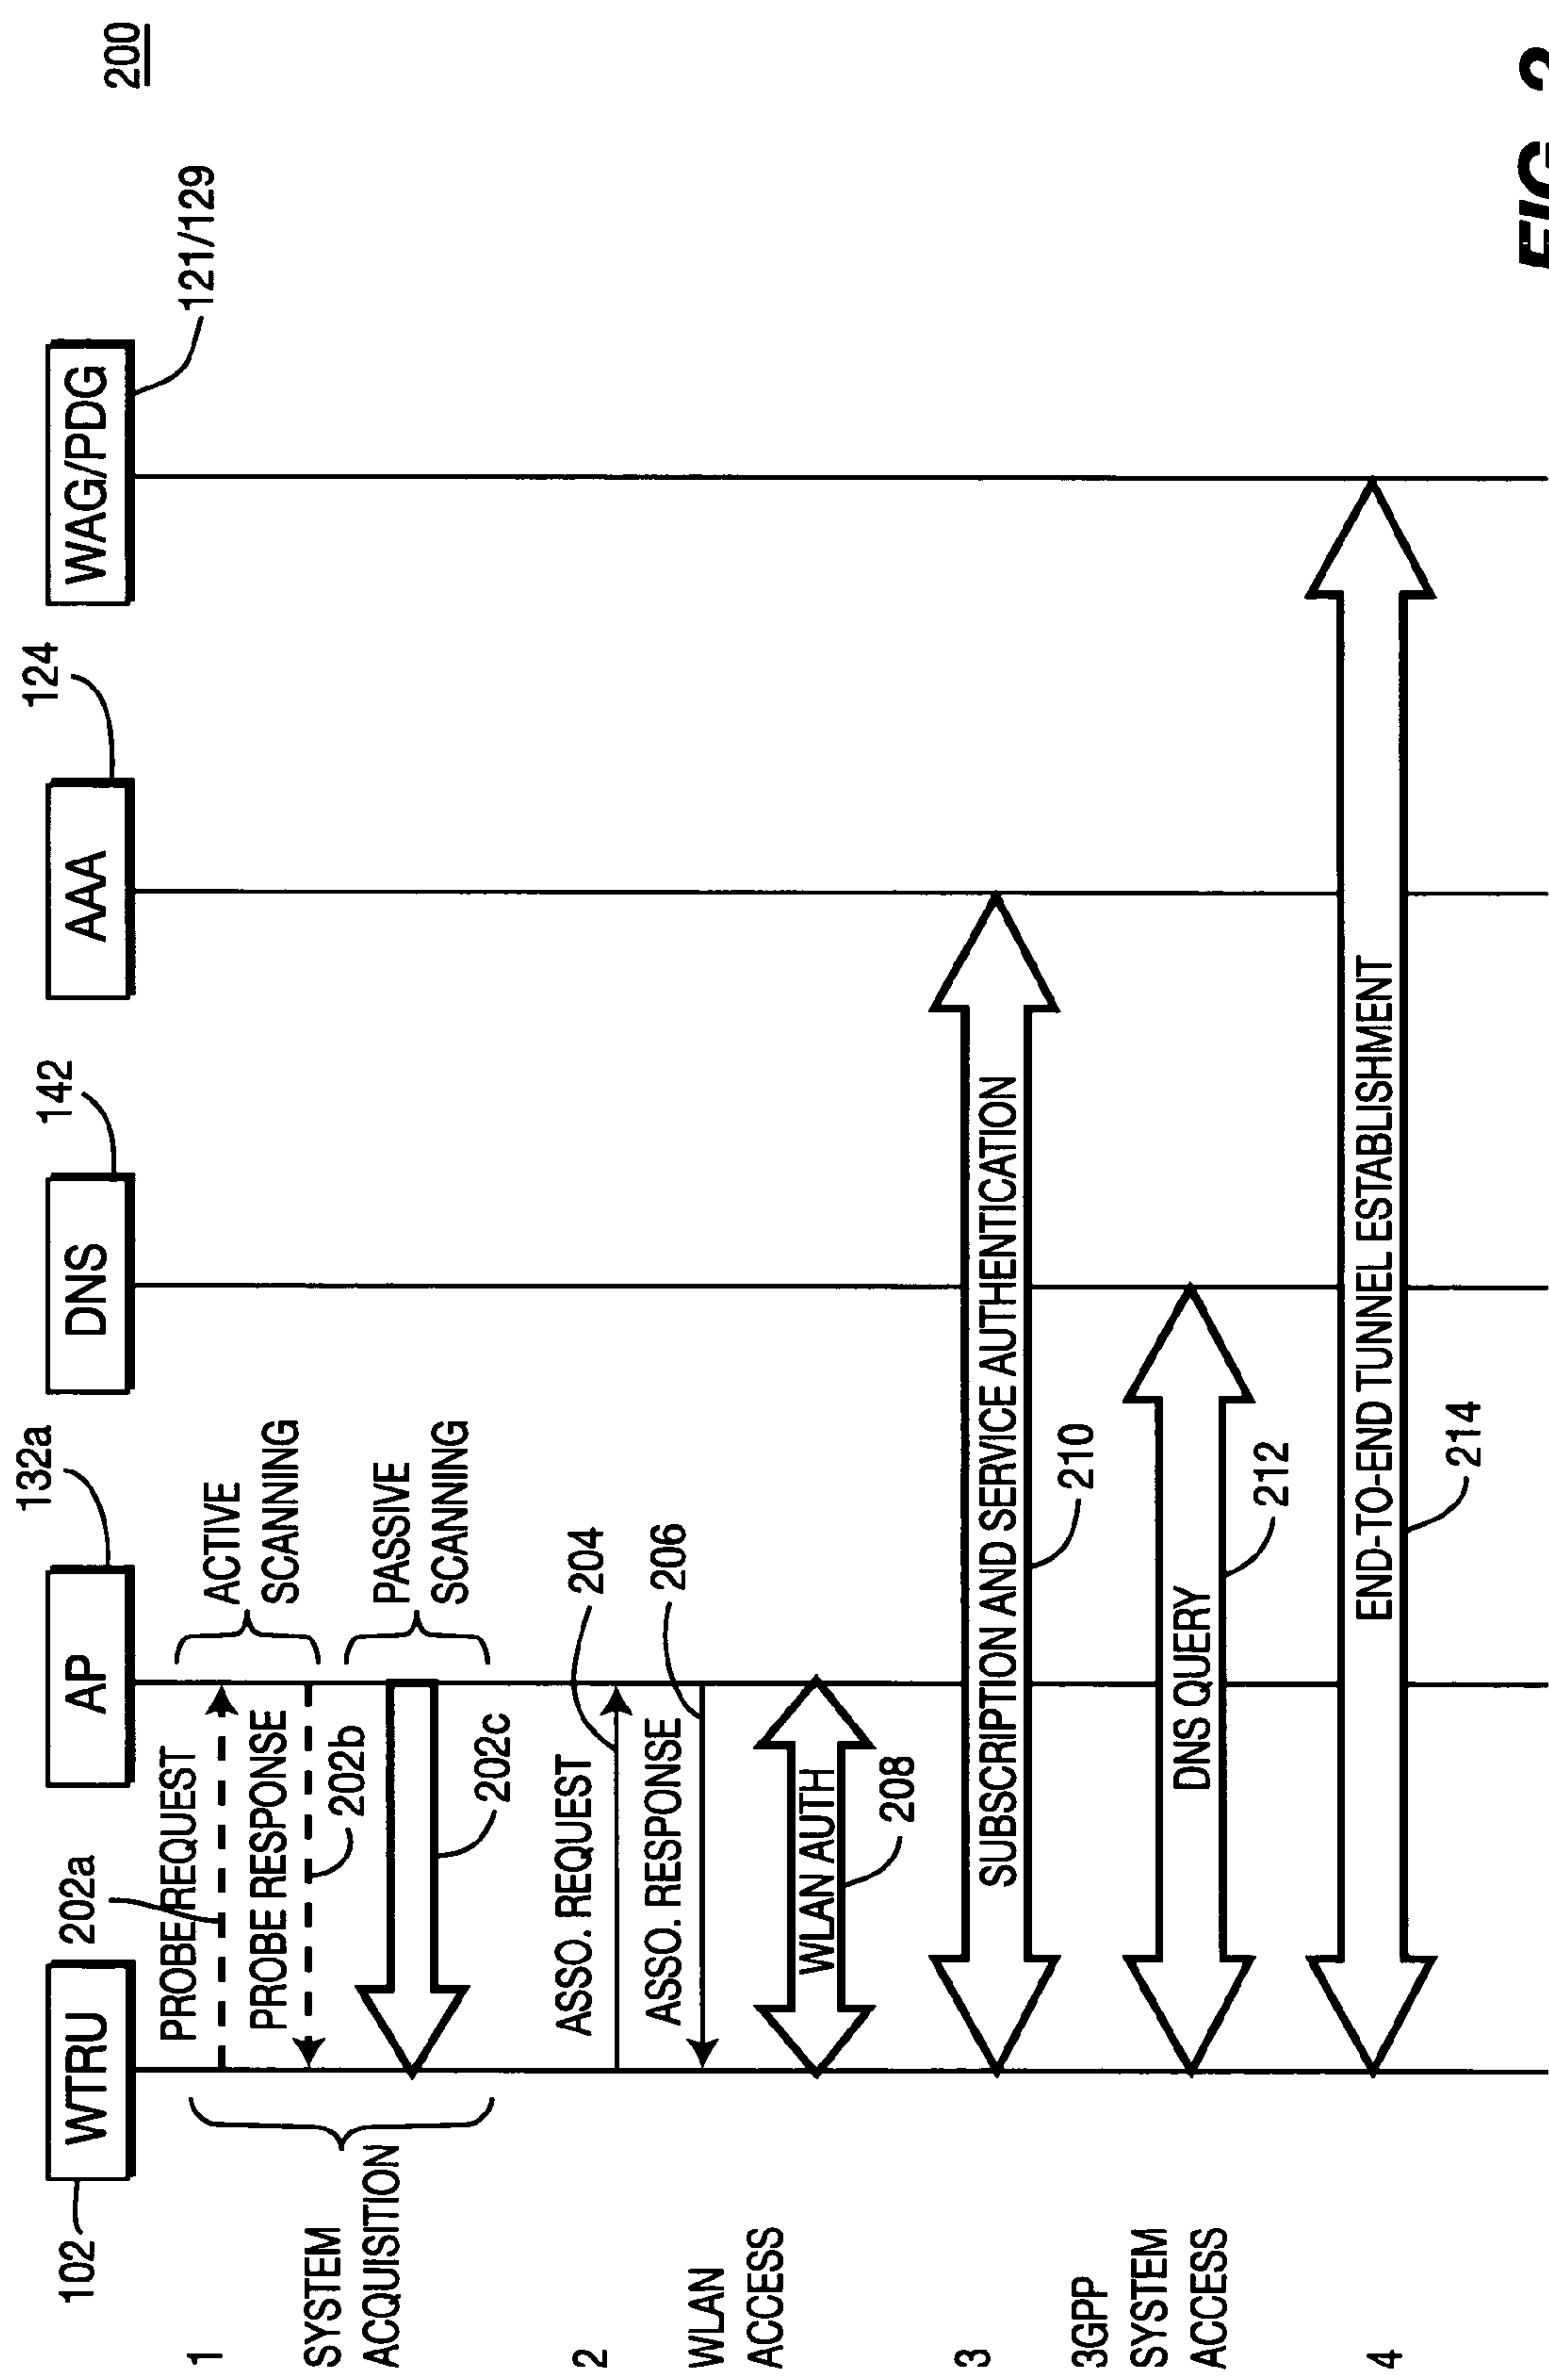 200
102
WTRU
132a
AP
142
DNS
124
AAA
WAG/PDG
121/129
1
SYSTEM
ACQUISITION
202a
PROBE REQUEST
PROBE RESPONSE
202b
202c
ACTIVE
SCANNING
PASSIVE
SCANNING
2
WLAN
ACCESS
ASSO. REQUEST
204
ASSO. RESPONSE
206
WLAN AUTH
208
3
3GPP
SYSTEM
ACCESS
SUBSCRIPTION AND SERVICE AUTHENTICATION
210
DNS QUERY
212
4
END-TO-END TUNNEL ESTABLISHMENT
214
FIG. 2